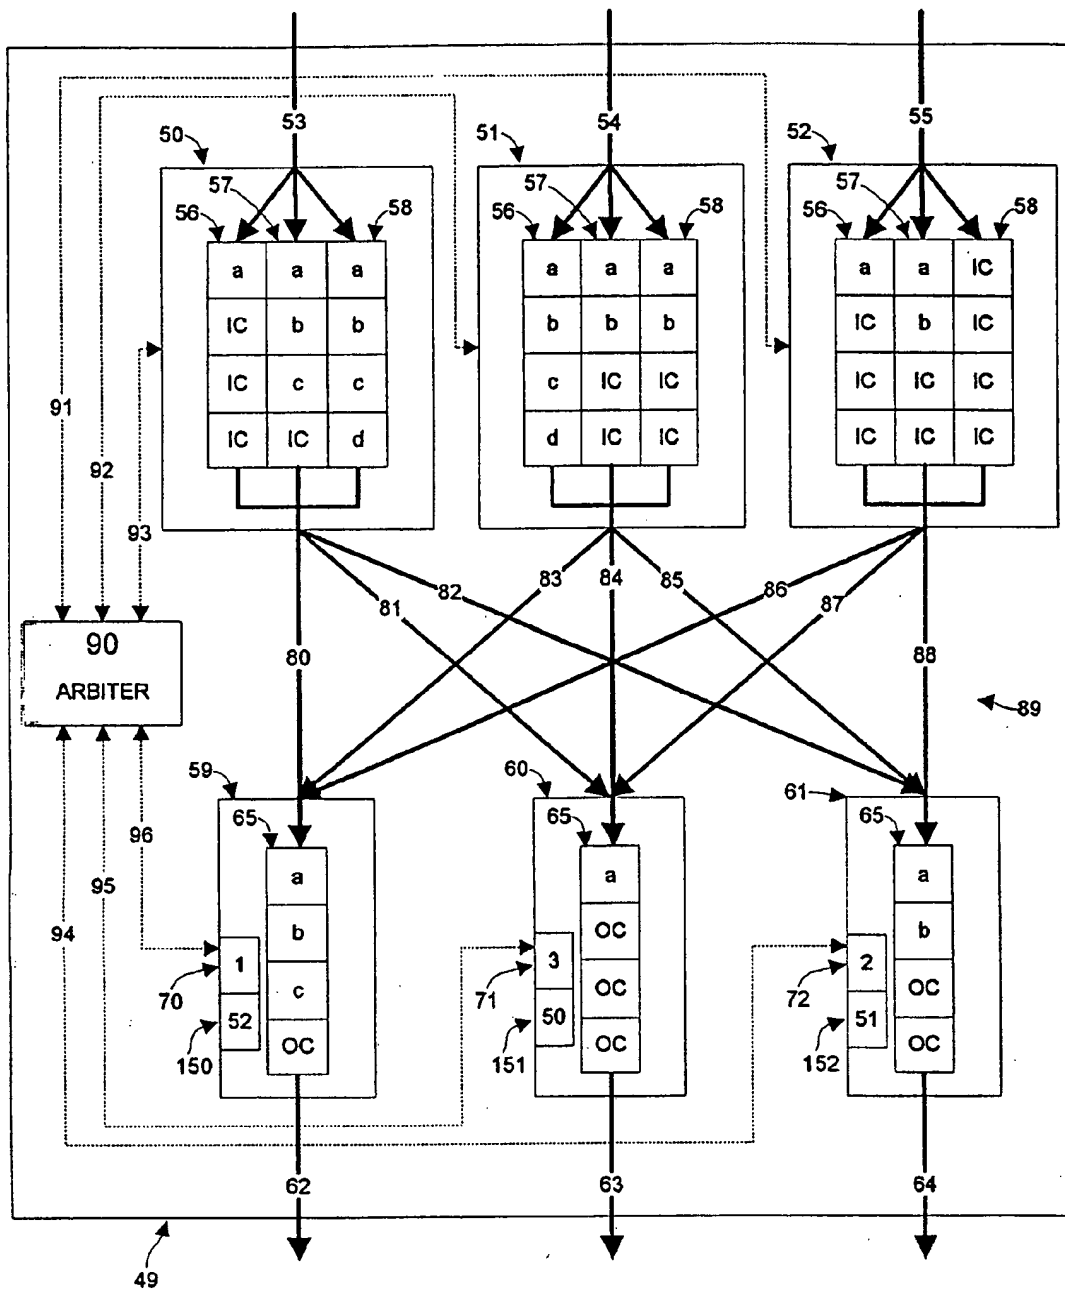 53 54 55
50 51 52
57 57 57
56 58 56 58 56 58
a a a a a a a a IC
IC b b b b b IC b IC
IC c c c IC IC IC IC IC
IC IC d d IC IC IC IC IC
91
92
93
81 82 83 84 85 86 87
90
ARBITER
80 88
89
59 60 61
65 65 65
96
95
94
a a a
b OC b
c OC OC
OC OC OC
1 3 2
70 71 72
52 50 51
150 151 152
62 63 64
49